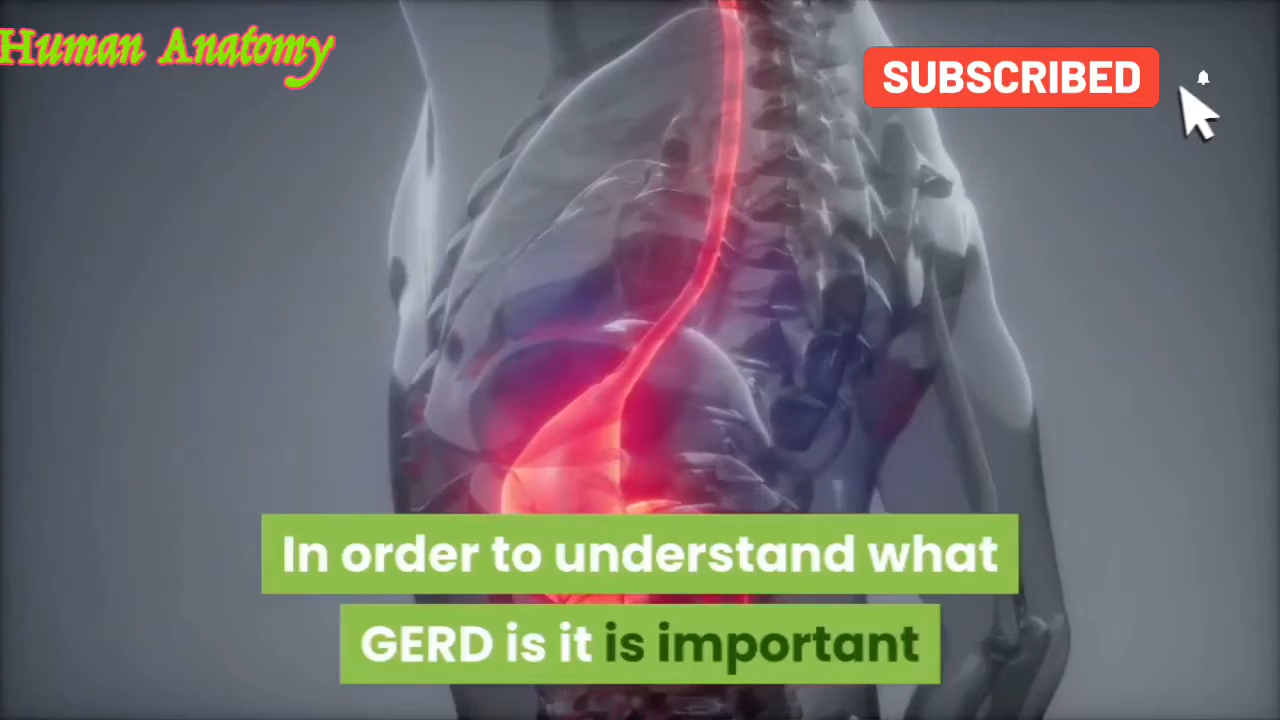 Human Anatomy
SUBSCRIBED
In order to understand what
GERD is it is important